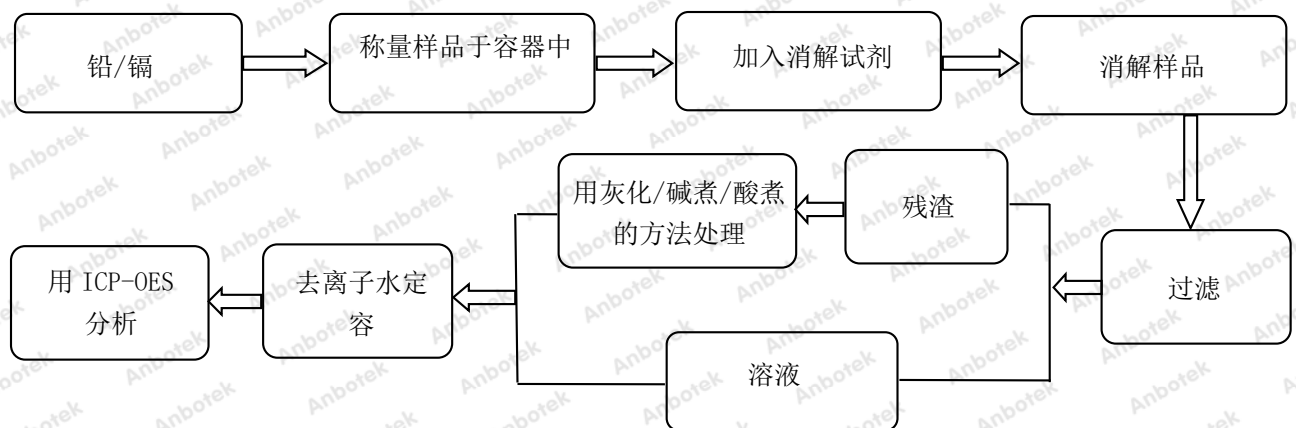 铅/镉
称量样品于容器中
加入消解试剂
消解样品
用灰化/碱煮/酸煮
的方法处理
残渣
用 ICP-OES
分析
去离子水定
容
过滤
溶液
Anbotek